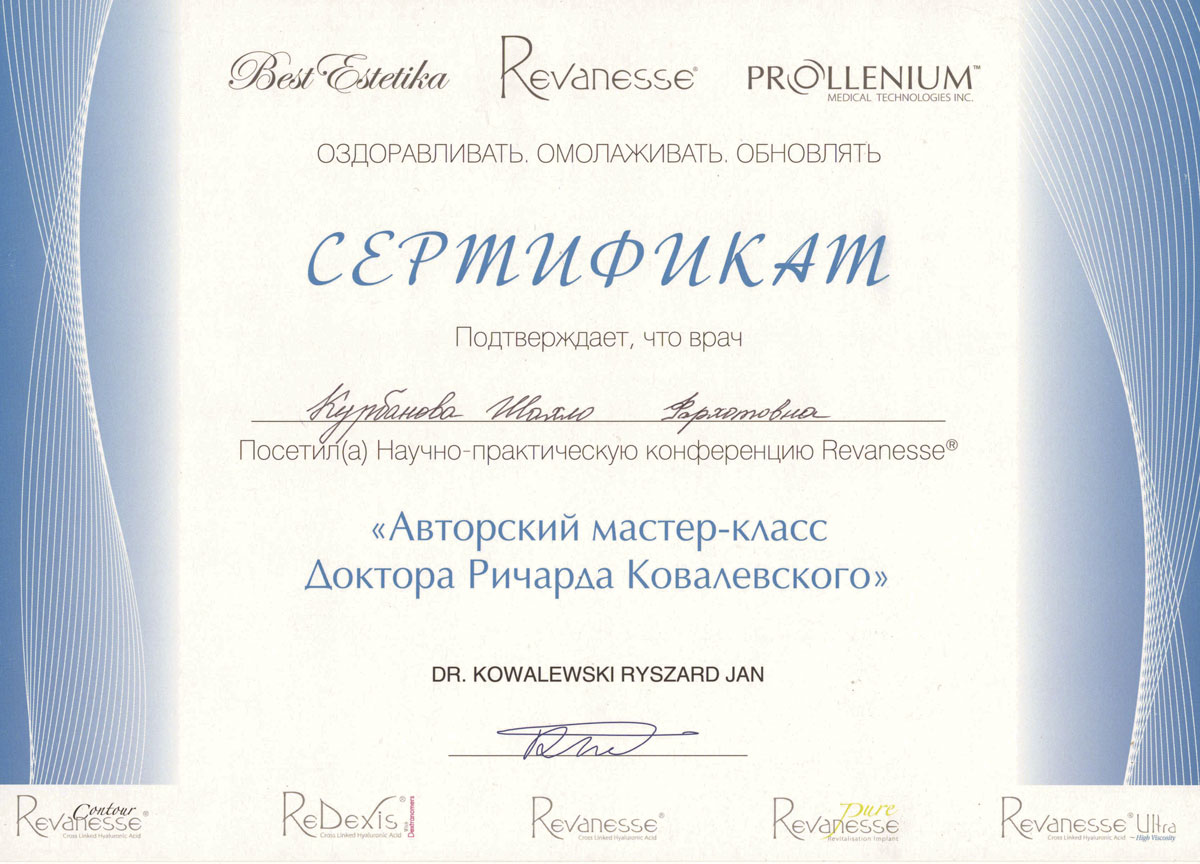 Best Estetika Revanesse® PROLLENIUM™
MEDICAL TECHNOLOGIES INC.
ОЗДОРАВЛИВАТЬ. ОМОЛАЖИВАТЬ. ОБНОВЛЯТЬ
СЕРТИФИКАТ
Подтверждает, что врач
Курбанова Шахло Фархатовна
Посетил(а) Научно-практическую конференцию Revanesse®
«Авторский мастер-класс
Доктора Ричарда Ковалевского»
DR. KOWALEWSKI RYSZARD JAN
Contour
Revanesse®
Cross Linked Hyaluronic Acid
ReDexis®
Cross Linked Hyaluronic Acid
Dextranomers
Revanesse®
Cross Linked Hyaluronic Acid
Pure
Revanesse
Revitalisation Implant
Revanesse® Ultra
Cross Linked Hyaluronic Acid
– High Viscosity